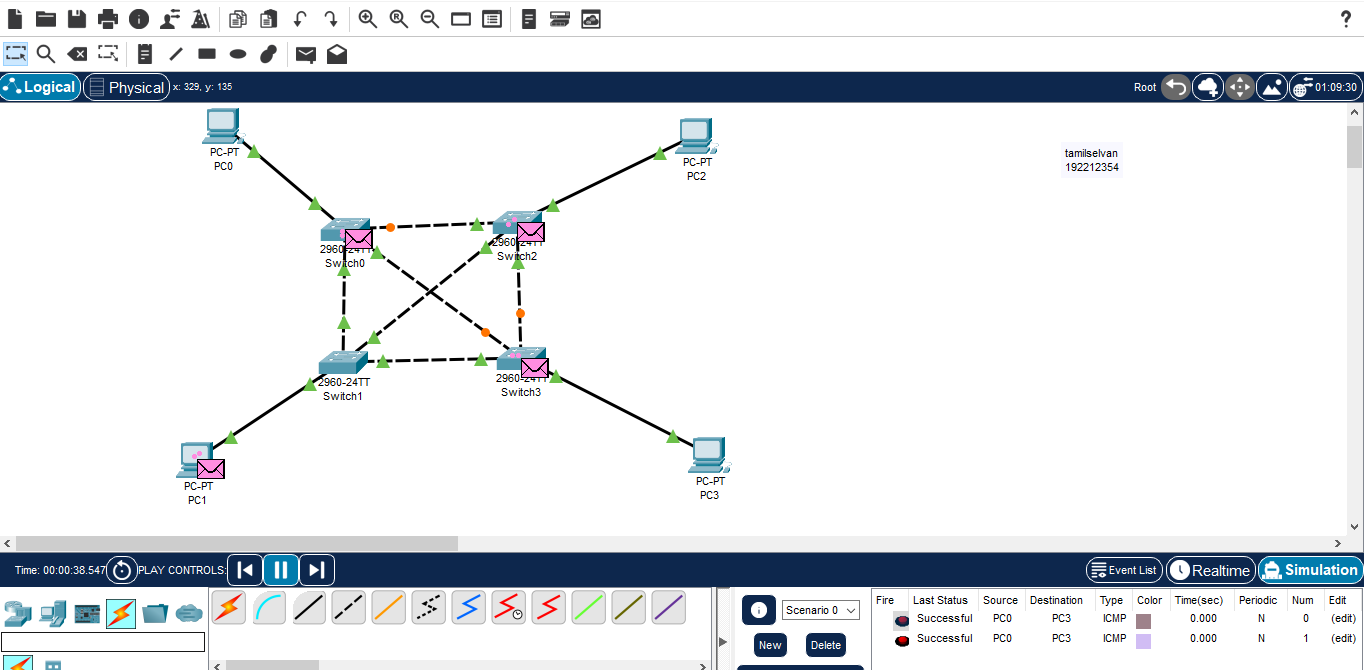 Logical
Physical
x: 329, y: 135
Root
01:09:30
PC-PT
PC0
PC-PT
PC2
tamilselvan
192212354
2960-24TT
Switch0
2960-24TT
Switch2
2960-24TT
Switch1
2960-24TT
Switch3
PC-PT
PC1
PC-PT
PC3
Time: 00:00:38.547
PLAY CONTROLS:
Event List
Realtime
Simulation
Scenario 0
New
Delete
Fire Last Status Source Destination Type Color Time(sec) Periodic Num Edit
Successful PC0 PC3 ICMP 0.000 N 0 (edit)
Successful PC0 PC3 ICMP 0.000 N 1 (edit)